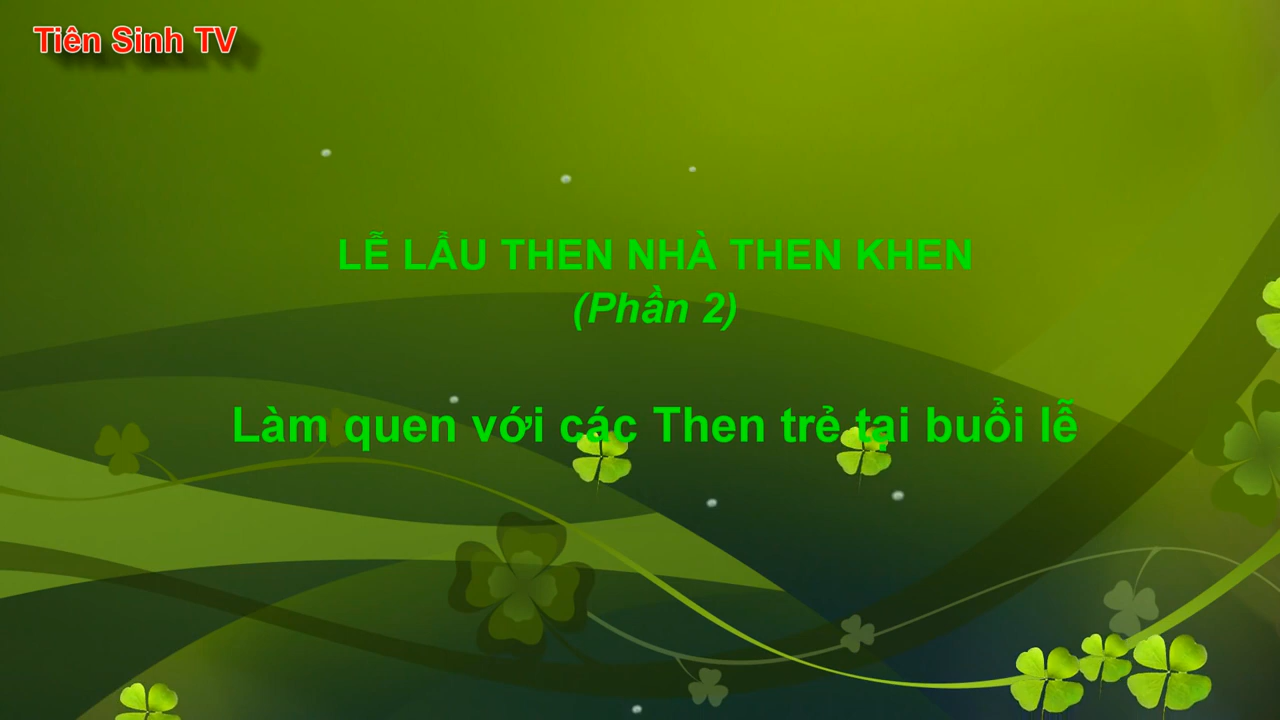 Tiên Sinh TV
LỄ LẨU THEN NHÀ THEN KHEN
(Phần 2)
Làm quen với các Then trẻ tại buổi lễ